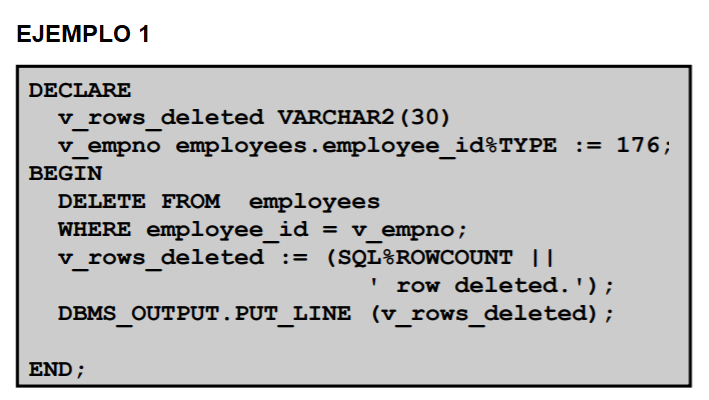 EJEMPLO 1
DECLARE
v_rows_deleted VARCHAR2(30)
v_empno employees.employee_id%TYPE := 176;
BEGIN
DELETE FROM employees
WHERE employee_id = v_empno;
v_rows_deleted := (SQL%ROWCOUNT ||
' row deleted.');
DBMS_OUTPUT.PUT_LINE (v_rows_deleted);
END;